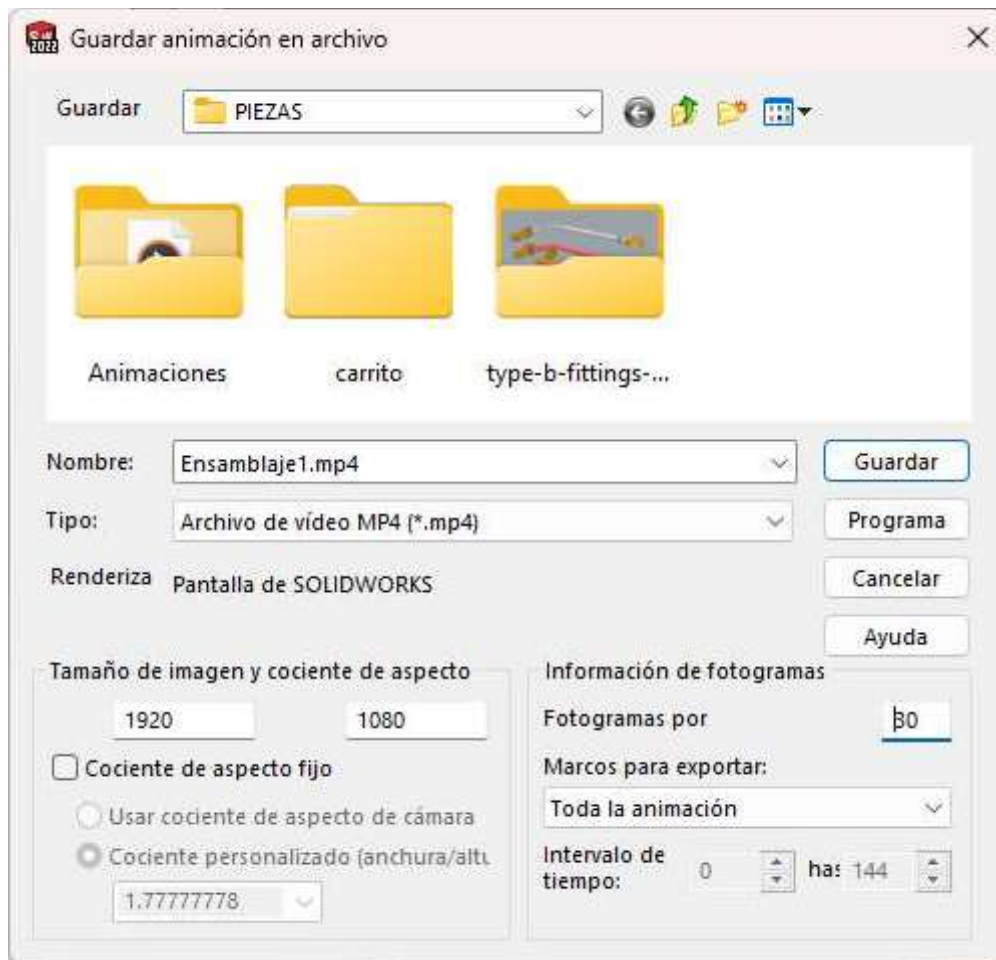 SW
2022
Guardar animación en archivo
Guardar PIEZAS
Animaciones carrito type-b-fittings-...
Nombre: Ensamblaje1.mp4 Guardar
Tipo: Archivo de vídeo MP4 (*.mp4) Programa
Renderiza Pantalla de SOLIDWORKS Cancelar
Ayuda
Tamaño de imagen y cociente de aspecto Información de fotogramas
1920 1080 Fotogramas por 30
Cociente de aspecto fijo Marcos para exportar:
Usar cociente de aspecto de cámara Toda la animación
Cociente personalizado (anchura/altu Intervalo de
tiempo: 0 has 144
1.77777778